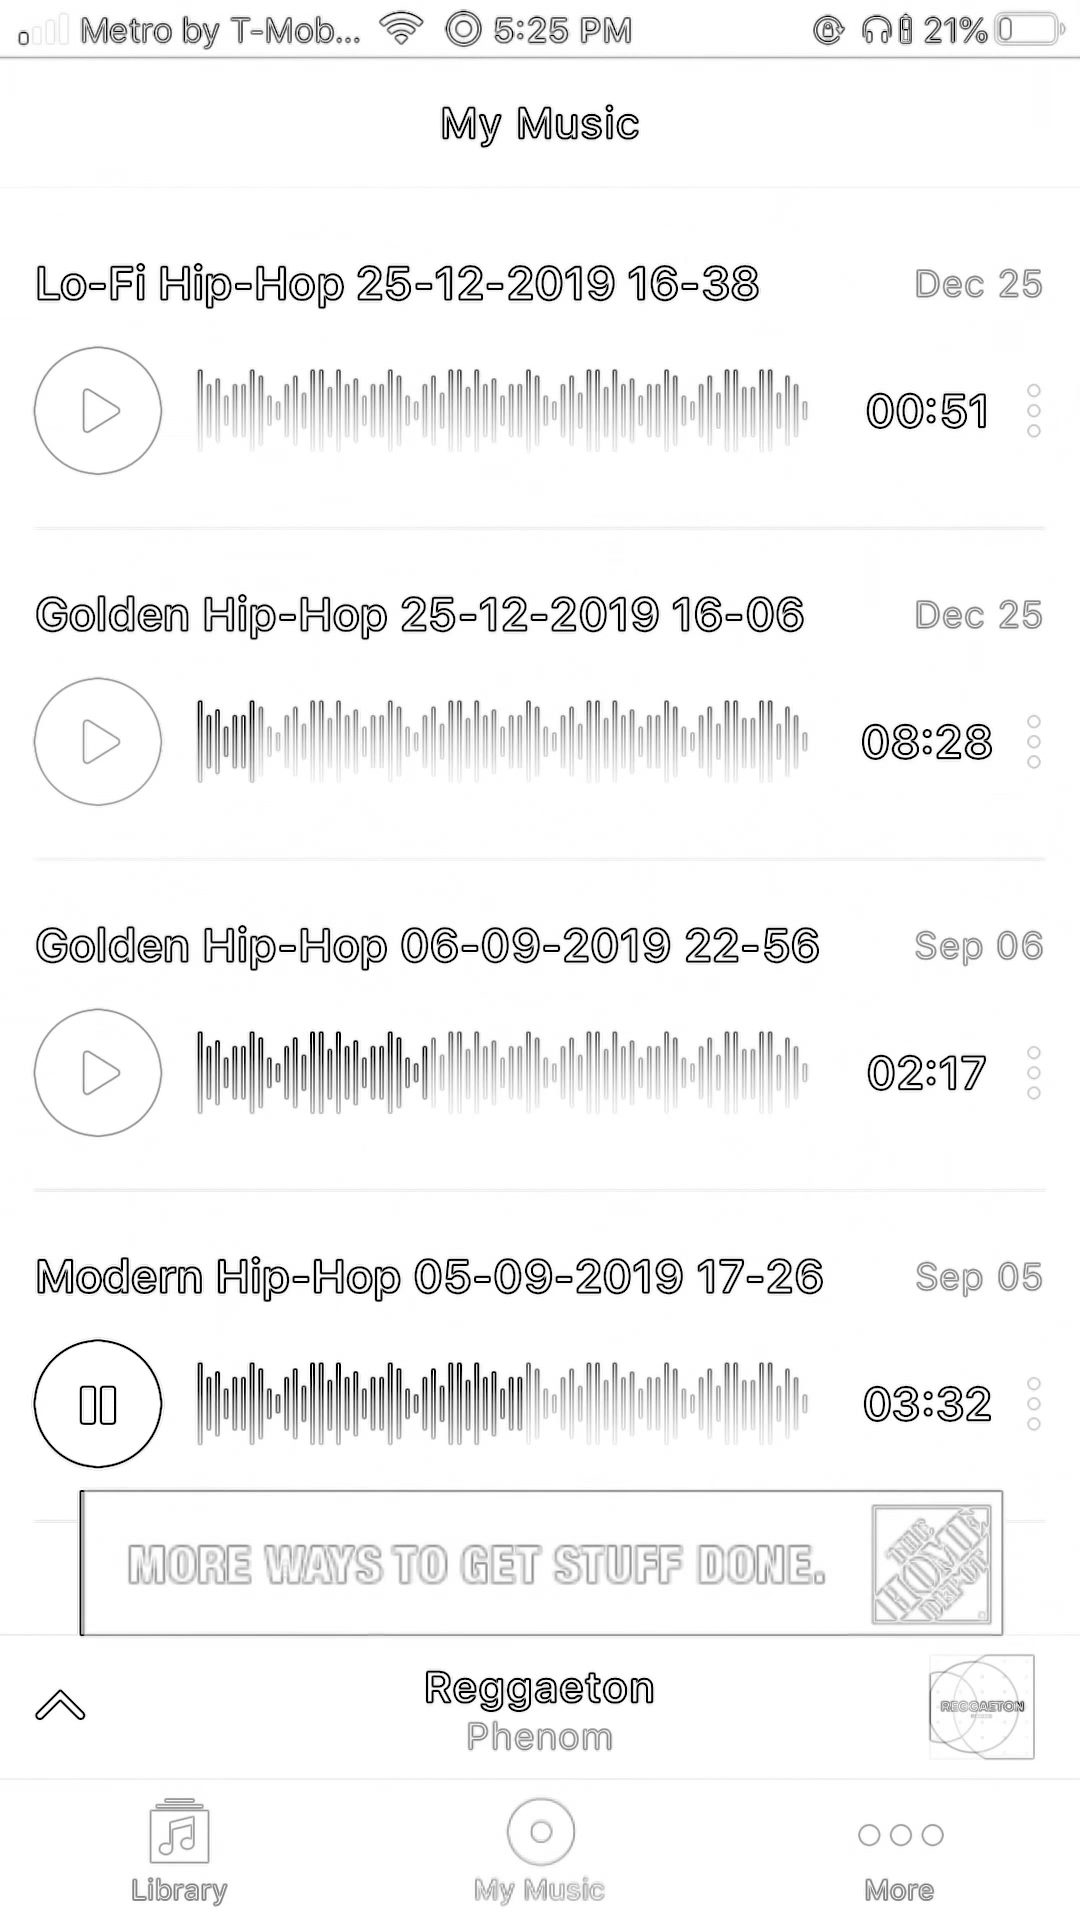 Metro by T-Mob... 5:25 PM 21%
My Music
Lo-Fi Hip-Hop 25-12-2019 16-38 Dec 25
00:51
Golden Hip-Hop 25-12-2019 16-06 Dec 25
08:28
Golden Hip-Hop 06-09-2019 22-56 Sep 06
02:17
Modern Hip-Hop 05-09-2019 17-26 Sep 05
03:32
MORE WAYS TO GET STUFF DONE.
THE
HOME
DEPOT
Reggaeton
Phenom
REGGAETON
Library My Music More